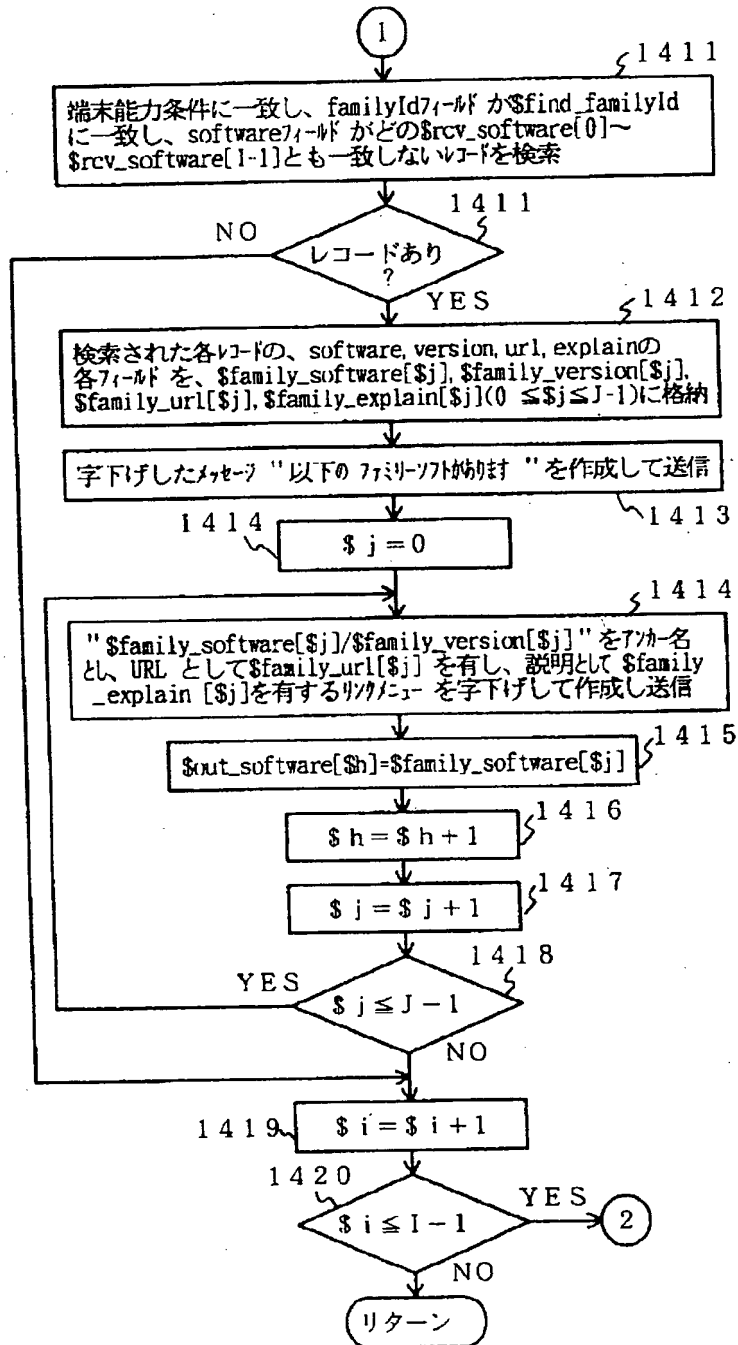 1
1411
端末能力条件に一致し、familyIdフィールド が$find_familyId
に一致し、softwareフィールド がどの$rcv_software[0]～
$rcv_software[I-1]とも一致しないレコードを検索
1411
NO
レコードあり
?
YES
1412
検索された各レコードの、software, version, url, explainの
各フィールド を、$family_software[$j], $family_version[$j],
$family_url[$j], $family_explain[$j](0 ≦$j≦J-1)に格納
字下げしたメッセージ "以下の ファミリーソフトがあります "を作成して送信
1413
1414
$ j = 0
1414
"$family_software[$j]/$family_version[$j]"をアンカー名
とし、URL として$family_url[$j] を有し、説明として $family
_explain [$j]を有するリンクメニュー を字下げして作成し送信
1415
$out_software[$h]=$family_software[$j]
1416
$ h = $ h + 1
1417
$ j = $ j + 1
1418
YES
$ j ≦ J - 1
NO
1419
$ i = $ i + 1
1420
YES
$ i ≦ I - 1
2
NO
リターン